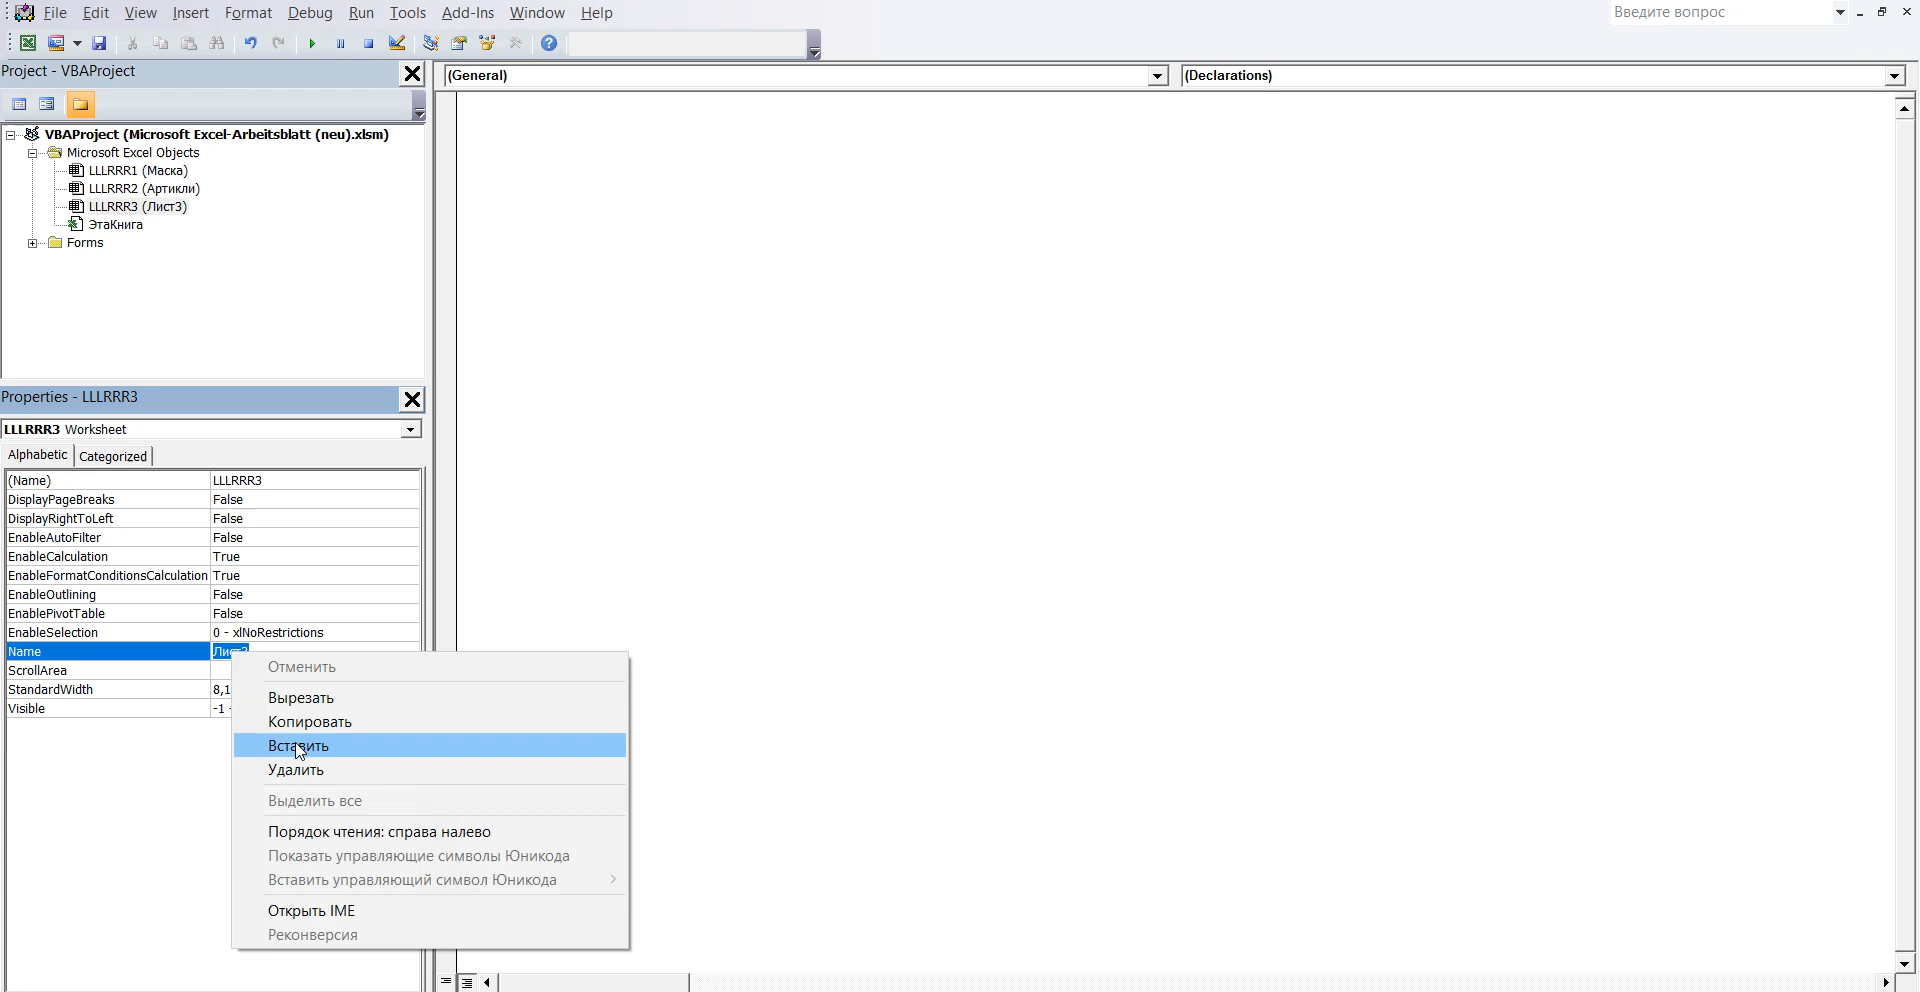 File Edit View Insert Format Debug Run Tools Add-Ins Window Help
Введите вопрос
Project - VBAProject
(General)
(Declarations)
VBAProject (Microsoft Excel-Arbeitsblatt (neu).xlsm)
Microsoft Excel Objects
LLLRRR1 (Маска)
LLLRRR2 (Артикли)
LLLRRR3 (Лист3)
ЭтаКнига
Forms
Properties - LLLRRR3
LLLRRR3 Worksheet
Alphabetic Categorized
(Name) LLLRRR3
DisplayPageBreaks False
DisplayRightToLeft False
EnableAutoFilter False
EnableCalculation True
EnableFormatConditionsCalculation True
EnableOutlining False
EnablePivotTable False
EnableSelection 0 - xlNoRestrictions
Name Лист3
ScrollArea
StandardWidth 8,1
Visible -1 -
Отменить
Вырезать
Копировать
Вставить
Удалить
Выделить все
Порядок чтения: справа налево
Показать управляющие символы Юникода
Вставить управляющий символ Юникода
Открыть IME
Реконверсия